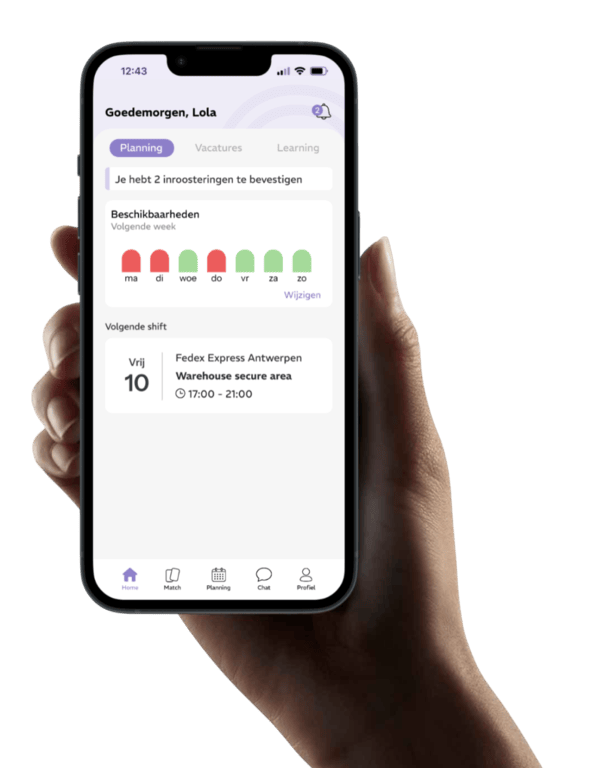 12:43
Goedemorgen, Lola
2
Planning Vacatures Learning
Je hebt 2 inroosteringen te bevestigen
Beschikbaarheden
Volgende week
ma di woe do vr za zo
Wijzigen
Volgende shift
Vrij
10
Fedex Express Antwerpen
Warehouse secure area
17:00 - 21:00
Home Match Planning Chat Profiel